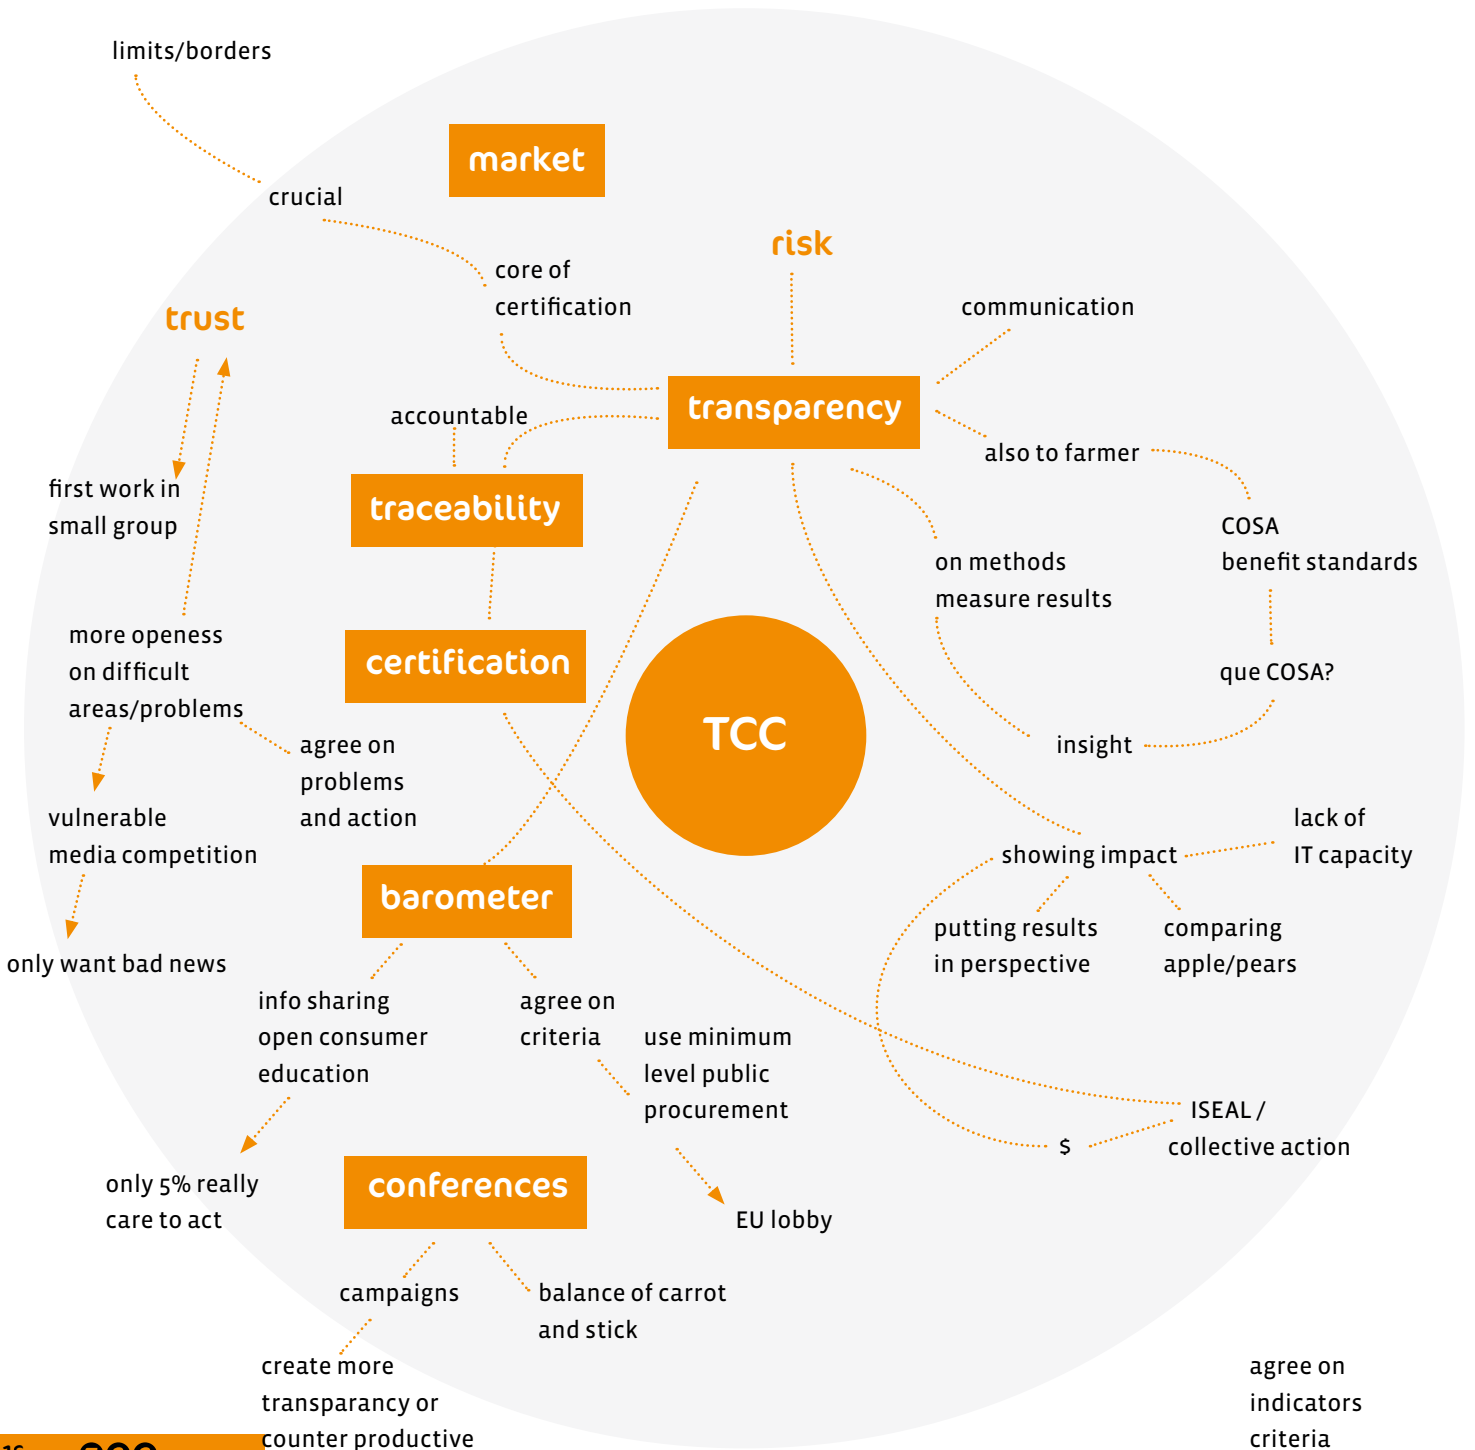 limits/borders
market
crucial
risk
core of
certification
communication
trust
transparency
accountable
also to farmer
first work in
small group
traceability
COSA
benefit standards
on methods
measure results
more openess
on difficult
areas/problems
certification
que COSA?
TCC
agree on
problems
and action
insight
vulnerable
media competition
lack of
IT capacity
showing impact
barometer
putting results
in perspective
comparing
apple/pears
only want bad news
info sharing
open consumer
education
agree on
criteria
use minimum
level public
procurement
ISEAL /
collective action
$
only 5% really
care to act
conferences
EU lobby
campaigns
balance of carrot
and stick
create more
transparancy or
counter productive
agree on
indicators
criteria